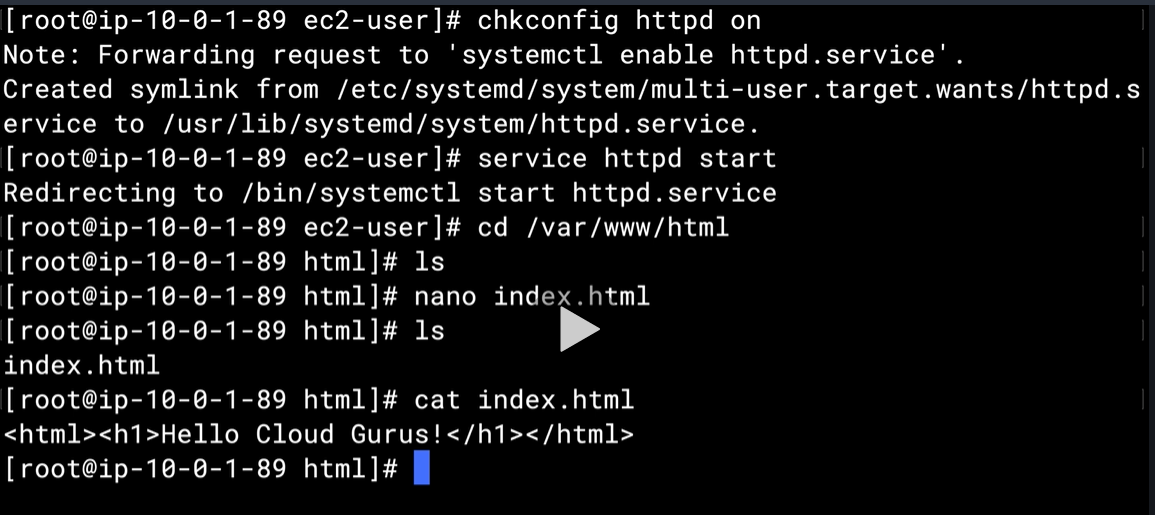 [root@ip-10-0-1-89 ec2-user]# chkconfig httpd on
Note: Forwarding request to 'systemctl enable httpd.service'.
Created symlink from /etc/systemd/system/multi-user.target.wants/httpd.s
ervice to /usr/lib/systemd/system/httpd.service.
[root@ip-10-0-1-89 ec2-user]# service httpd start
Redirecting to /bin/systemctl start httpd.service
[root@ip-10-0-1-89 ec2-user]# cd /var/www/html
[root@ip-10-0-1-89 html]# ls
[root@ip-10-0-1-89 html]# nano index.html
[root@ip-10-0-1-89 html]# ls
index.html
[root@ip-10-0-1-89 html]# cat index.html
<html><h1>Hello Cloud Gurus!</h1></html>
[root@ip-10-0-1-89 html]#